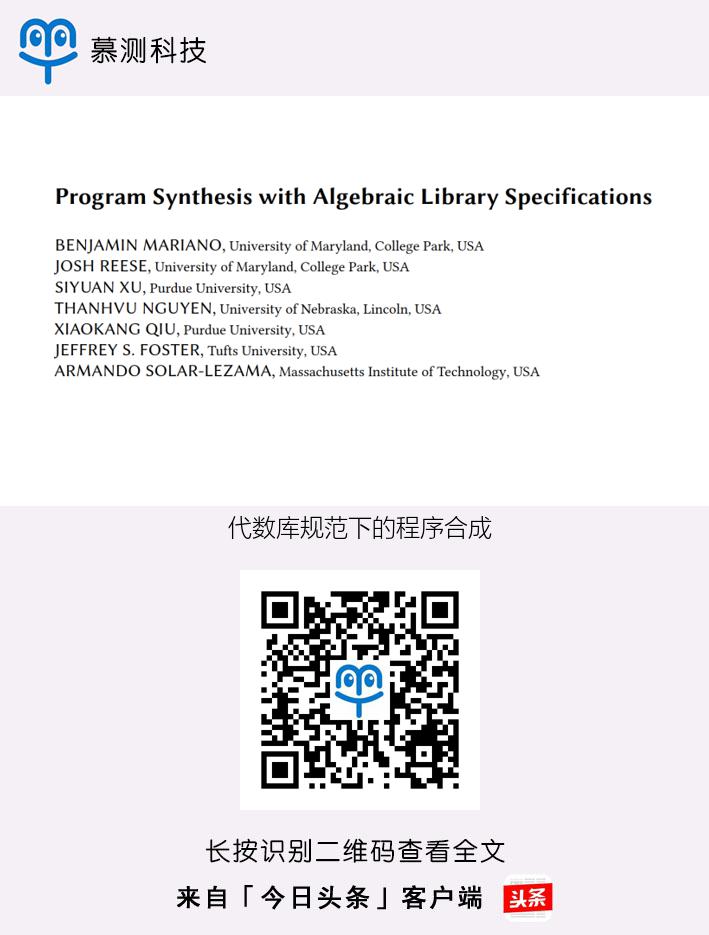 慕测科技
Program Synthesis with Algebraic Library Specifications
BENJAMIN MARIANO, University of Maryland, College Park, USA
JOSH REESE, University of Maryland, College Park, USA
SIYUAN XU, Purdue University, USA
THANHVU NGUYEN, University of Nebraska, Lincoln, USA
XIAOKANG QIU, Purdue University, USA
JEFFREY S. FOSTER, Tufts University, USA
ARMANDO SOLAR-LEZAMA, Massachusetts Institute of Technology, USA
代数库规范下的程序合成
长按识别二维码查看全文
来自「今日头条」客户端 头条